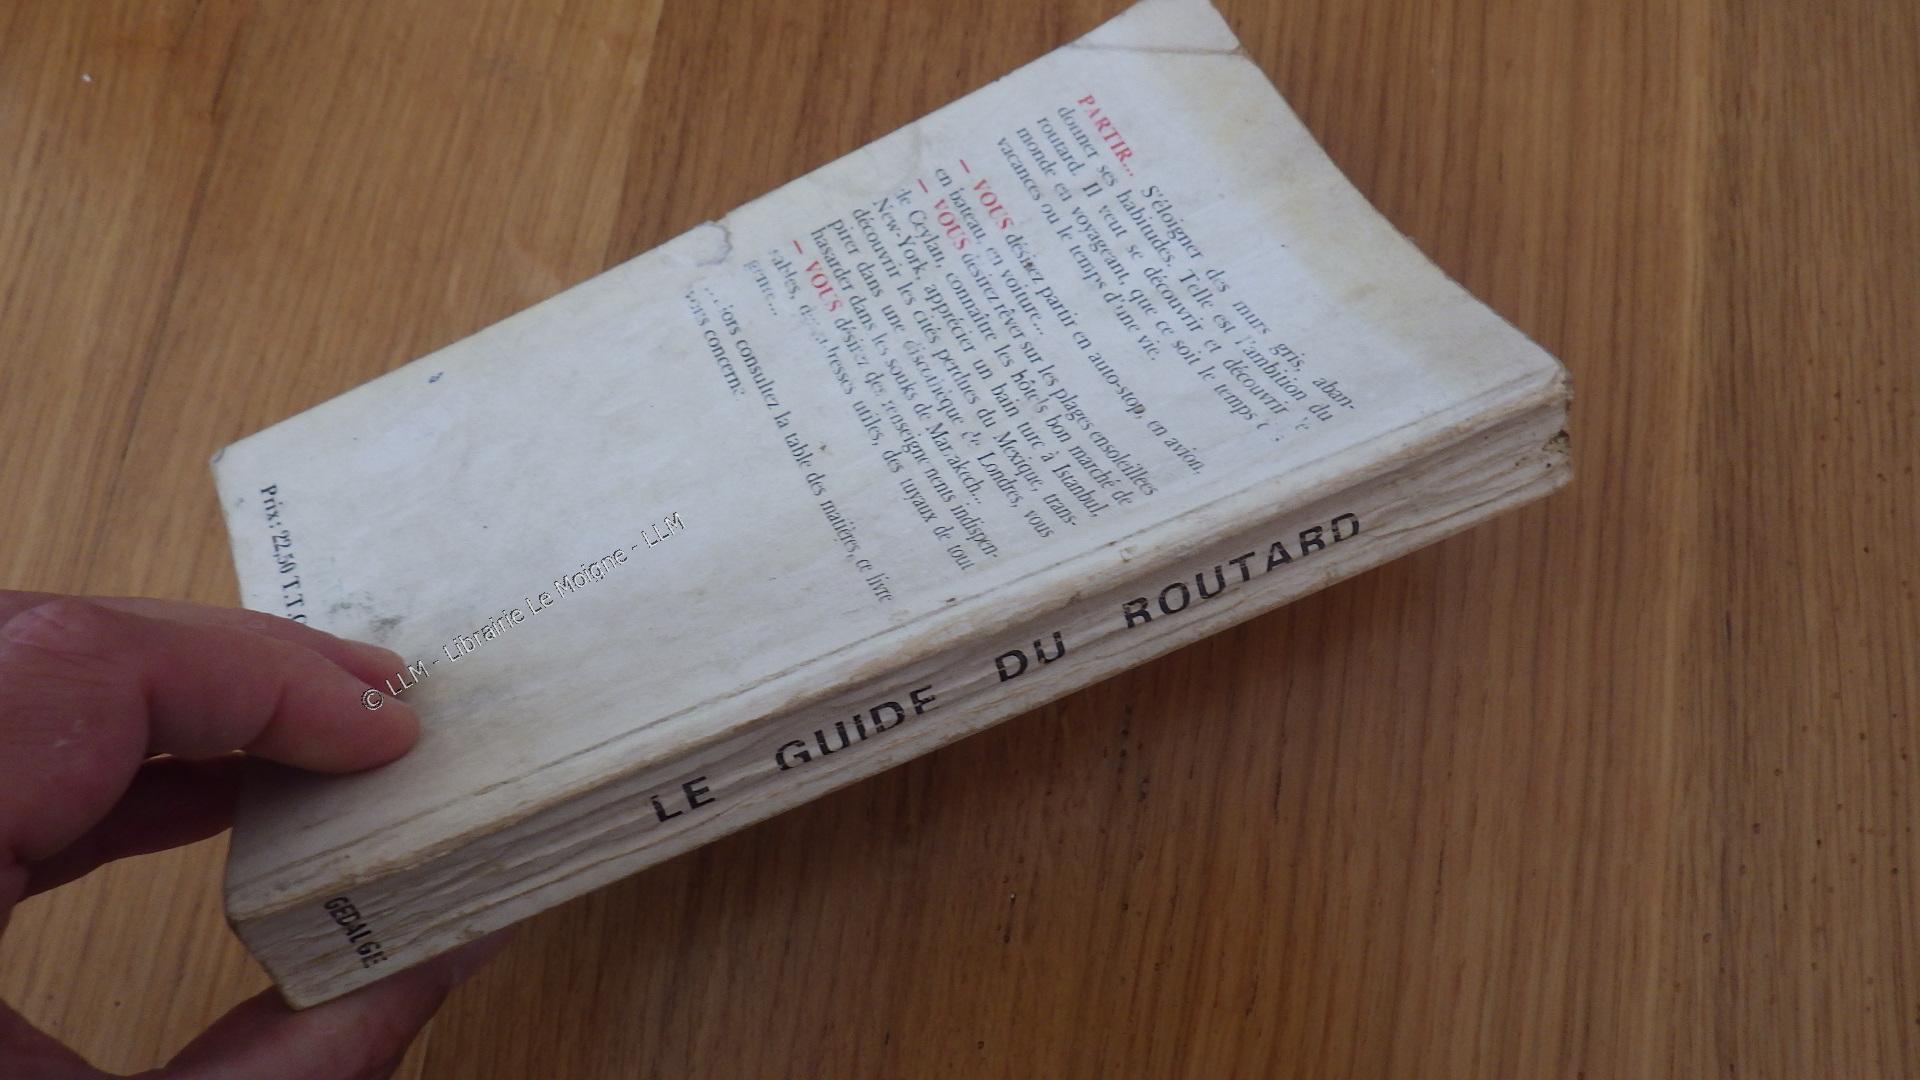 PARTIR... S'éloigner des murs gris, aban-
donner ses habitudes. Telle est l'ambition du
routard. Il veut se découvrir et découvrir le
monde en voyageant, que ce soit le temps
vacances ou le temps d'une vie.
— VOUS désirez partir en auto-stop, en avion,
en bateau, en voiture...
— VOUS désirez rêver sur les plages ensoleillées
de Ceylan, connaître les hôtels bon marché de
New-York, apprécier un bain turc à Istanbul,
découvrir les cités perdues du Mexique, trans-
pirer dans une discothèque de Londres, vous
hasarder dans les souks de Marrakech...
— VOUS désirez des renseignements indispen-
sables, des adresses utiles, des tuyaux de tout
genre...
alors consultez la table des matières, ce livre
vous concerne.
Prix : 22,50 T.T.C
LE GUIDE DU ROUTARD
GEDALGE
© LLM - Librairie Le Moigne - LLM